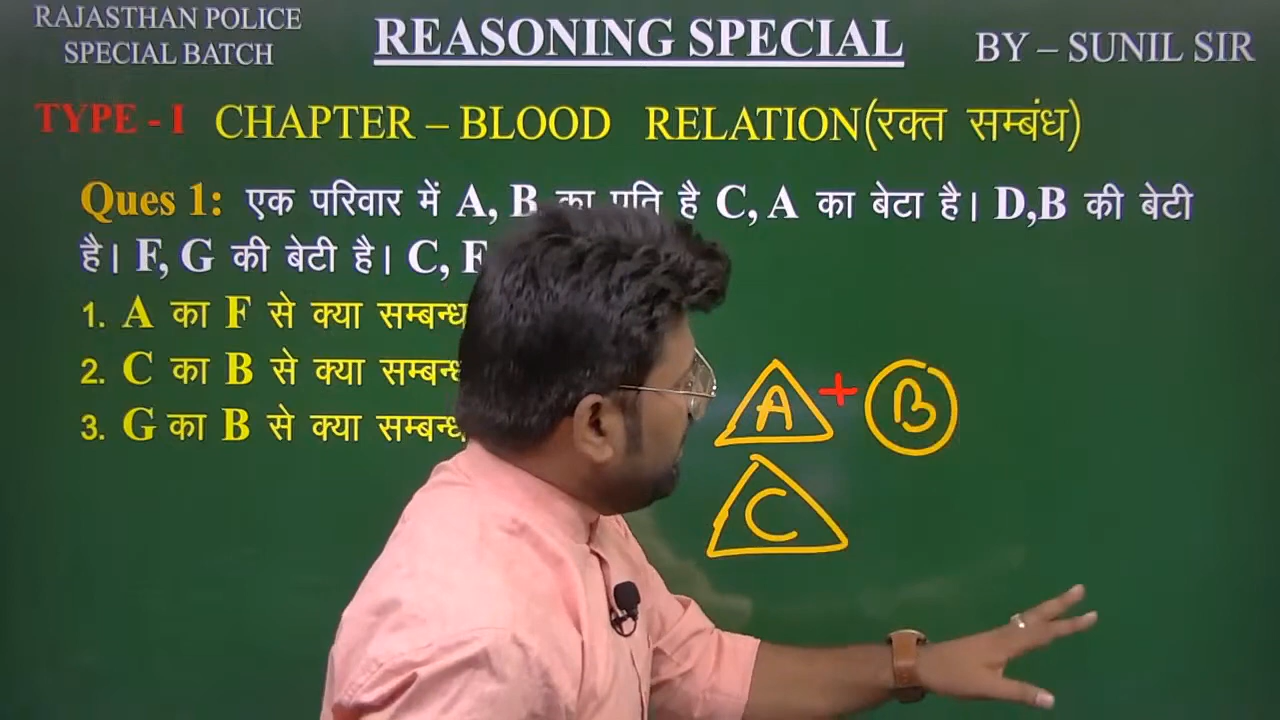 RAJASTHAN POLICE
SPECIAL BATCH
REASONING SPECIAL
BY – SUNIL SIR
TYPE - I CHAPTER – BLOOD RELATION(रक्त सम्बंध)
Ques 1: एक परिवार में A, B का पति है C, A का बेटा है। D,B की बेटी
है। F, G की बेटी है। C, F
1. A का F से क्या सम्बन्ध
2. C का B से क्या सम्बन्ध
3. G का B से क्या सम्बन्ध
A + B
C